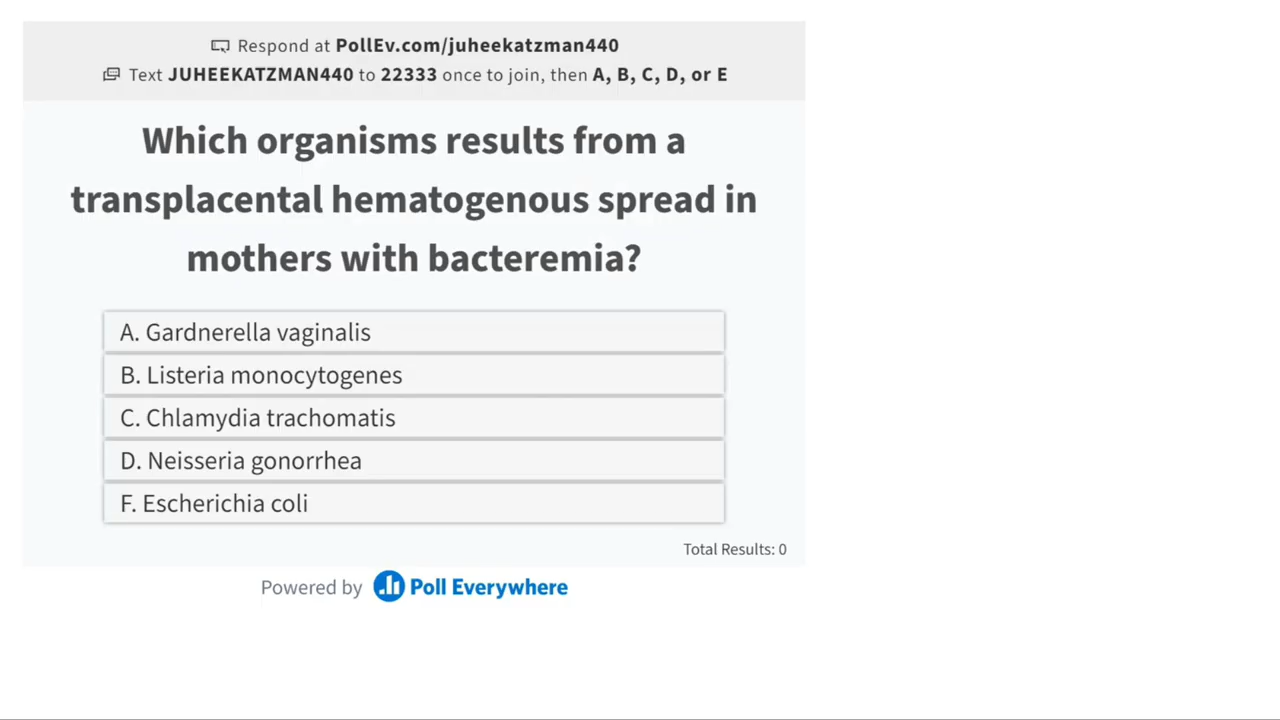 Respond at PollEv.com/juheekatzman440
Text JUHEEKATZMAN440 to 22333 once to join, then A, B, C, D, or E
Which organisms results from a
transplacental hematogenous spread in
mothers with bacteremia?
A. Gardnerella vaginalis
B. Listeria monocytogenes
C. Chlamydia trachomatis
D. Neisseria gonorrhea
F. Escherichia coli
Total Results: 0
Powered by Poll Everywhere